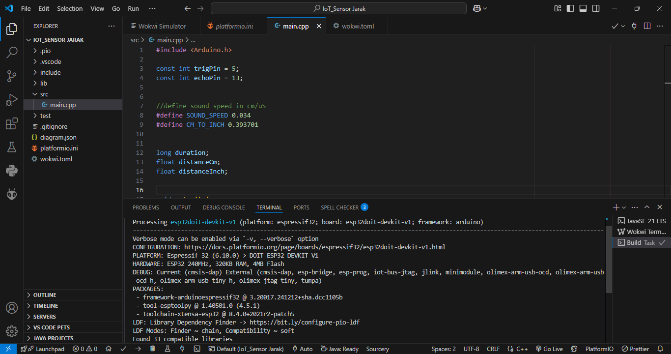 File Edit Selection View Go Run ···
IoT_Sensor Jarak
EXPLORER ···
IOT_SENSOR JARAK
.pio
.vscode
include
lib
src
main.cpp
test
.gitignore
diagram.json
platformio.ini
wokwi.toml
OUTLINE
TIMELINE
SERVERS
VS CODE PETS
JAVA PROJECTS
Wokwi Simulator platformio.ini main.cpp wokwi.toml
src > main.cpp > ...
1 #include <Arduino.h>
2
3 const int trigPin = 5;
4 const int echoPin = 13;
5
6
7 //define sound speed in cm/uS
8 #define SOUND_SPEED 0.034
9 #define CM_TO_INCH 0.393701
10
11
12 long duration;
13 float distanceCm;
14 float distanceInch;
15
16
PROBLEMS OUTPUT DEBUG CONSOLE TERMINAL PORTS SPELL CHECKER
Processing esp32doit-devkit-v1 (platform: espressif32; board: esp32doit-devkit-v1; framework: arduino)
Verbose mode can be enabled via `-v, --verbose` option
CONFIGURATION: https://docs.platformio.org/page/boards/espressif32/esp32doit-devkit-v1.html
PLATFORM: Espressif 32 (6.10.0) > DOIT ESP32 DEVKIT V1
HARDWARE: ESP32 240MHz, 320KB RAM, 4MB Flash
DEBUG: Current (cmsis-dap) External (cmsis-dap, esp-bridge, esp-prog, iot-bus-jtag, jlink, minimodule, olimex-arm-usb-ocd, olimex-arm-usb-
ocd-h, olimex-arm-usb-tiny-h, olimex-jtag-tiny, tumpa)
PACKAGES:
- framework-arduinoespressif32 @ 3.20017.241212+sha.dcc1105b
- tool-esptoolpy @ 1.40501.0 (4.5.1)
- toolchain-xtensa-esp32 @ 8.4.0+2021r2-patch5
LDF: Library Dependency Finder -> https://bit.ly/configure-pio-ldf
LDF Modes: Finder ~ chain, Compatibility ~ soft
Found 33 compatible libraries
JavaSE-21 LTS
Wokwi Term...
Build Task
Launchpad 0 0 Default (IoT_Sensor Jarak) Auto Java: Ready Sourcery
Spaces: 2 UTF-8 CRLF C++ Go Live PlatformIO Prettier